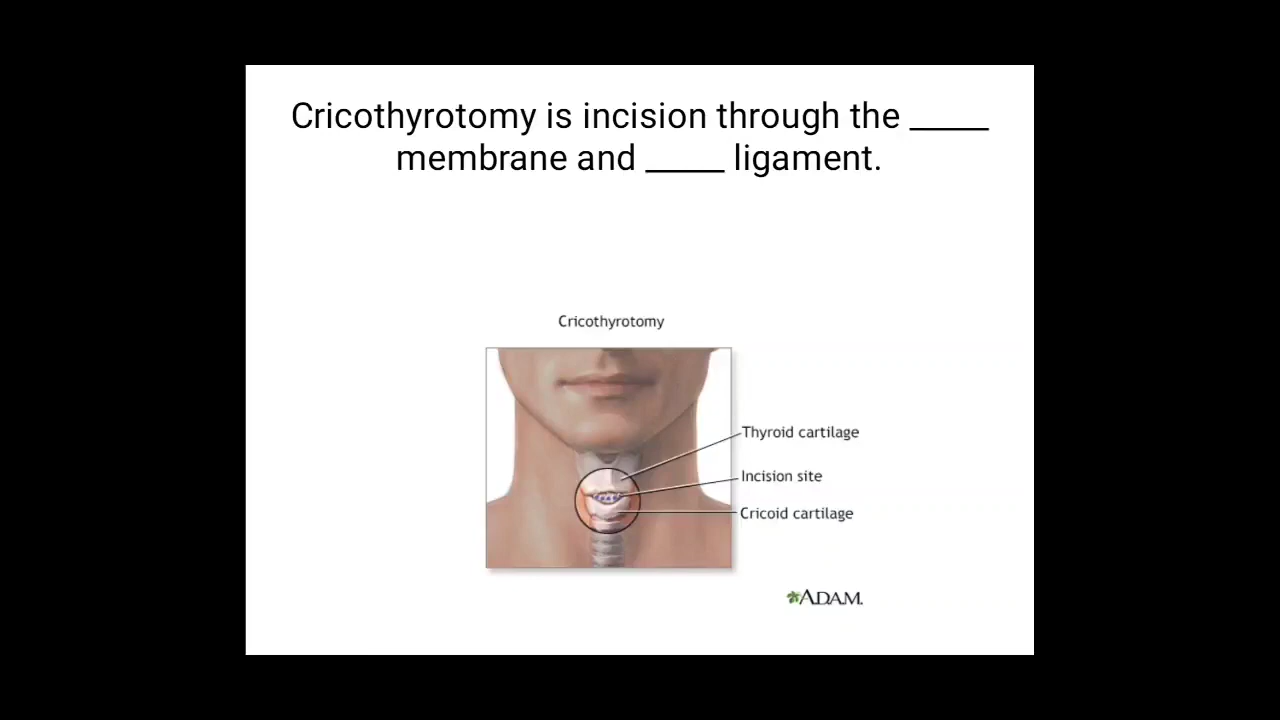 Cricothyrotomy is incision through the _____
membrane and _____ ligament.
Cricothyrotomy
Thyroid cartilage
Incision site
Cricoid cartilage
ADAM.